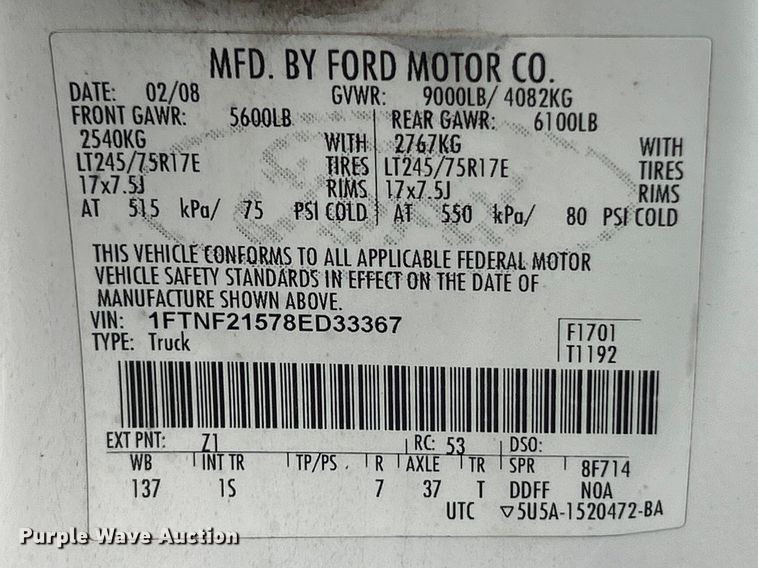 MFD. BY FORD MOTOR CO.
DATE: 02/08 GVWR: 9000LB/ 4082KG
FRONT GAWR: 5600LB REAR GAWR: 6100LB
2540KG WITH 2767KG WITH
LT245/75R17E TIRES LT245/75R17E TIRES
17x7.5J RIMS 17x7.5J RIMS
AT 515 kPa/ 75 PSI COLD AT 550 kPa/ 80 PSI COLD
THIS VEHICLE CONFORMS TO ALL APPLICABLE FEDERAL MOTOR
VEHICLE SAFETY STANDARDS IN EFFECT ON THE DATE OF
MANUFACTURE SHOWN ABOVE.
VIN: 1FTNF21578ED33367
TYPE: Truck
F1701
T1192
EXT PNT: Z1 RC: 53 DSO:
WB INT TR TP/PS R AXLE TR SPR 8F714
137 1S 7 37 T DDFF N0A
UTC ▽5U5A-1520472-BA
Purple Wave Auction